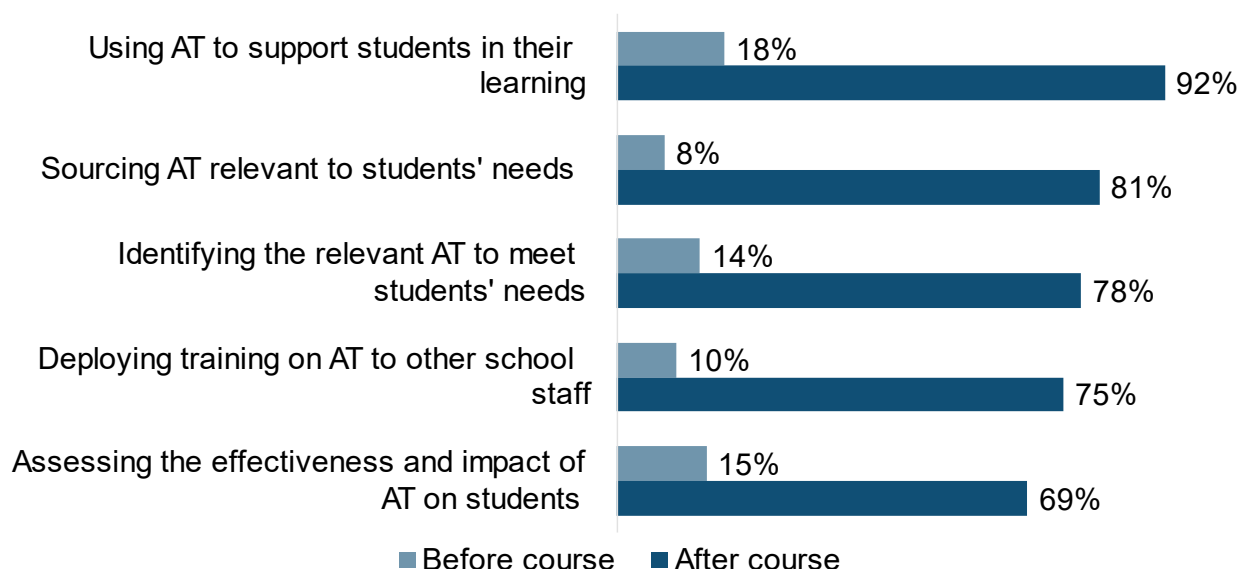 Using AT to support students in their
learning
18%
92%
Sourcing AT relevant to students' needs
8%
81%
Identifying the relevant AT to meet
students' needs
14%
78%
Deploying training on AT to other school
staff
10%
75%
Assessing the effectiveness and impact of
AT on students
15%
69%
Before course
After course